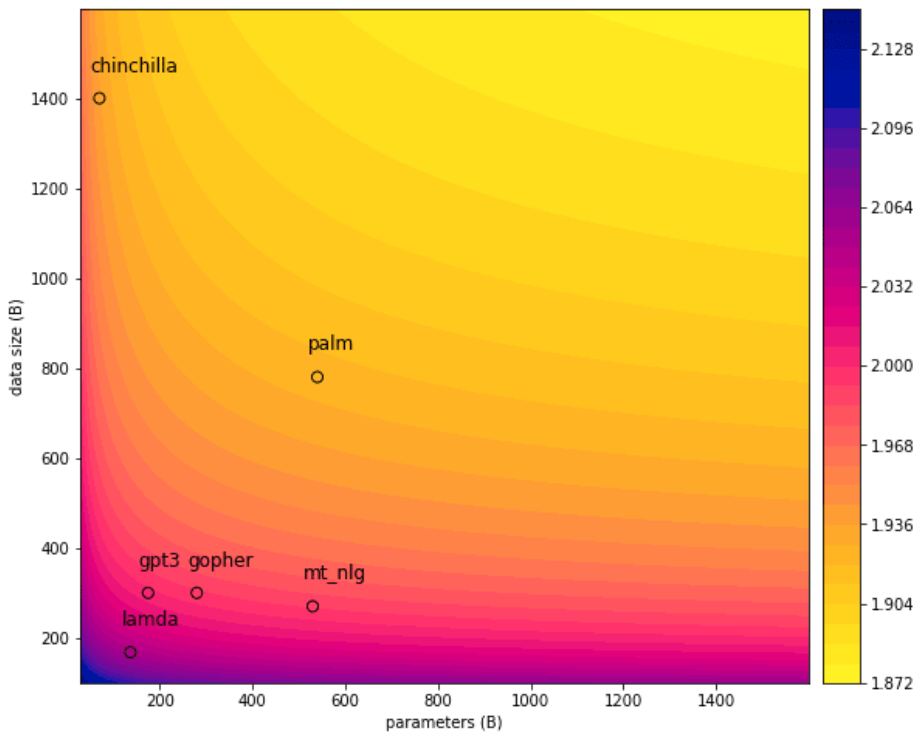 chinchilla
palm
gpt3 gopher
mt_nlg
lamda
data size (B)
1400
1200
1000
800
600
400
200
200 400 600 800 1000 1200 1400
parameters (B)
2.128
2.096
2.064
2.032
2.000
1.968
1.936
1.904
1.872